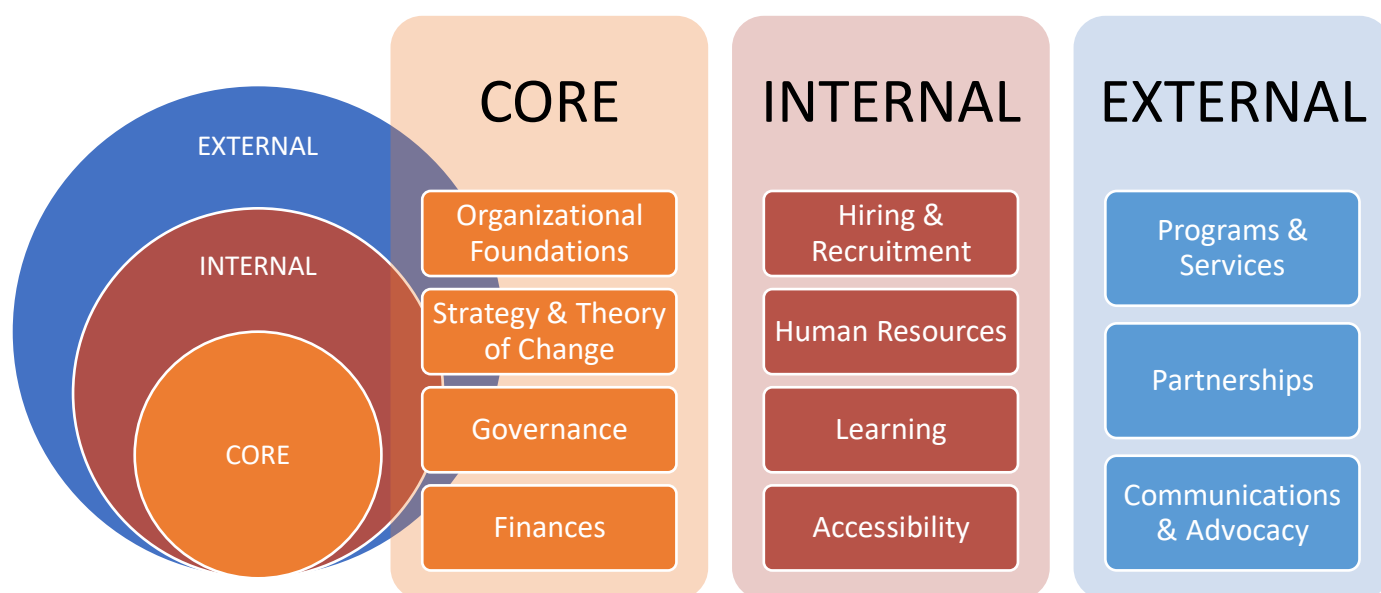 EXTERNAL
INTERNAL
CORE
CORE
Organizational
Foundations
Strategy & Theory
of Change
Governance
Finances
INTERNAL
Hiring &
Recruitment
Human Resources
Learning
Accessibility
EXTERNAL
Programs &
Services
Partnerships
Communications
& Advocacy